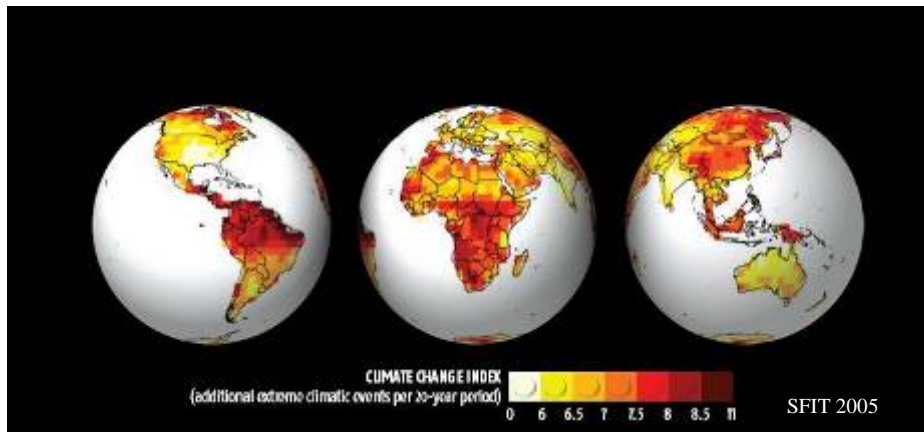 CLIMATE CHANGE INDEX
(additional extreme climatic events per 20-year period)
0 6 6.5 7 7.5 8 8.5 11
SFIT 2005